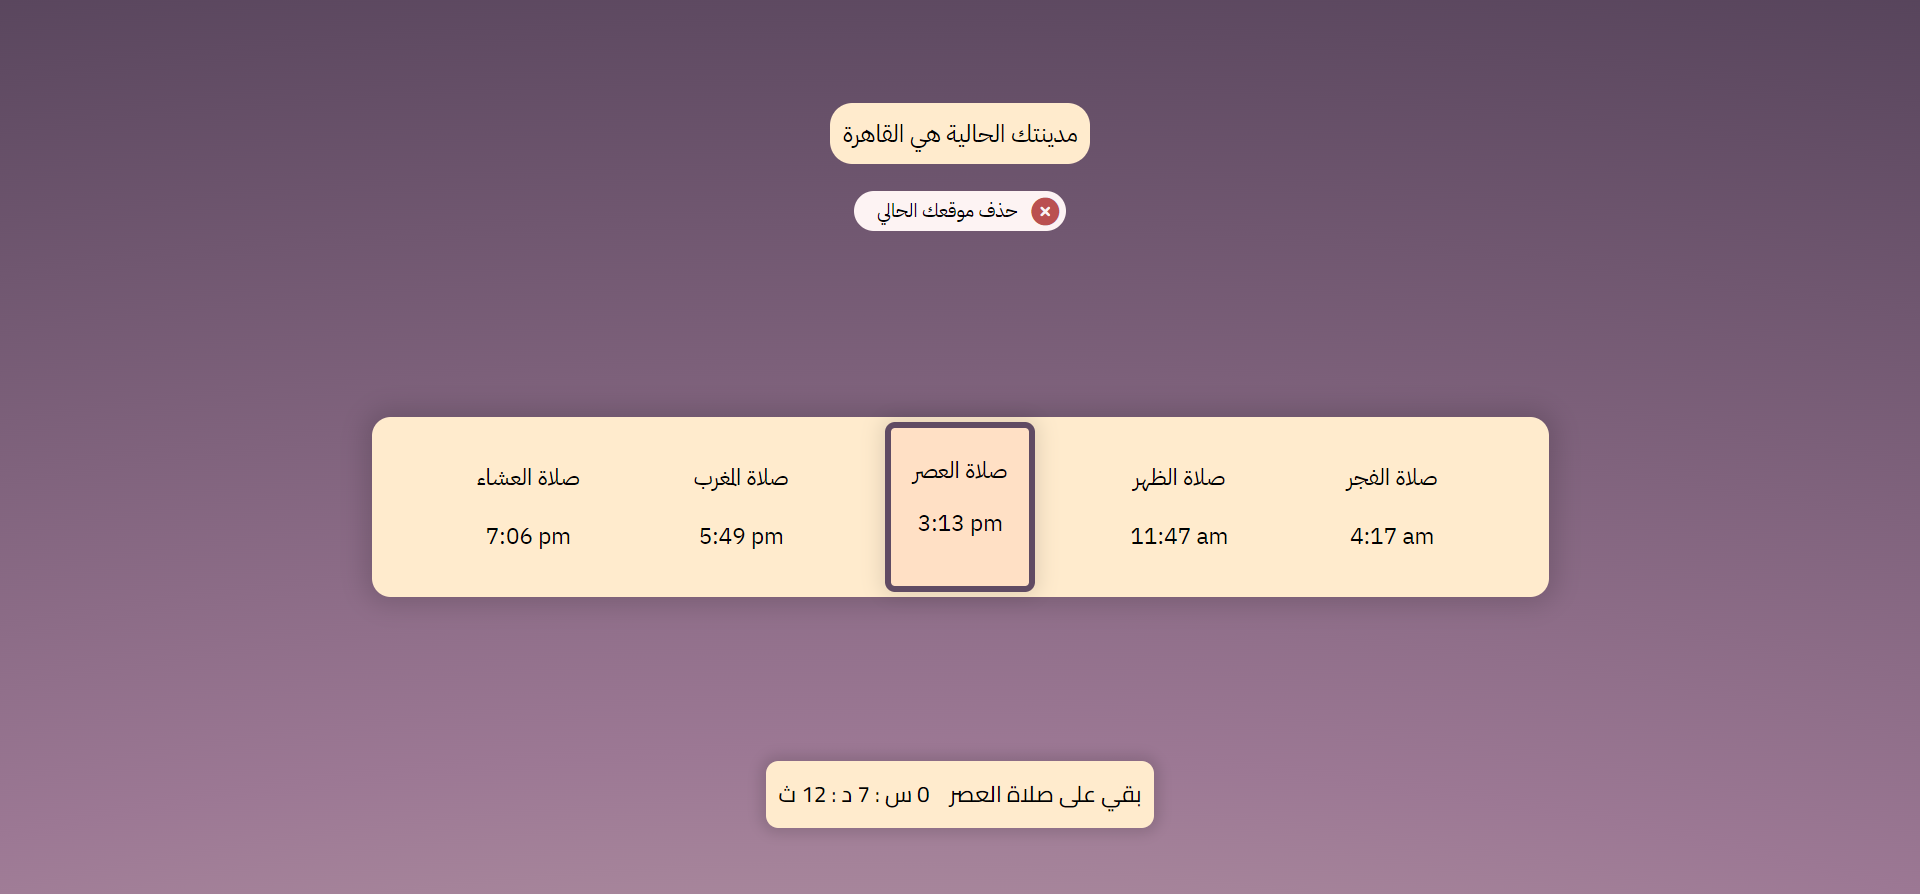 مدينتك الحالية هي القاهرة
حذف موقعك الحالي
صلاة الفجر
4:17 am
صلاة الظهر
11:47 am
صلاة العصر
3:13 pm
صلاة المغرب
5:49 pm
صلاة العشاء
7:06 pm
بقي على صلاة العصر 0 س : 7 د : 12 ث